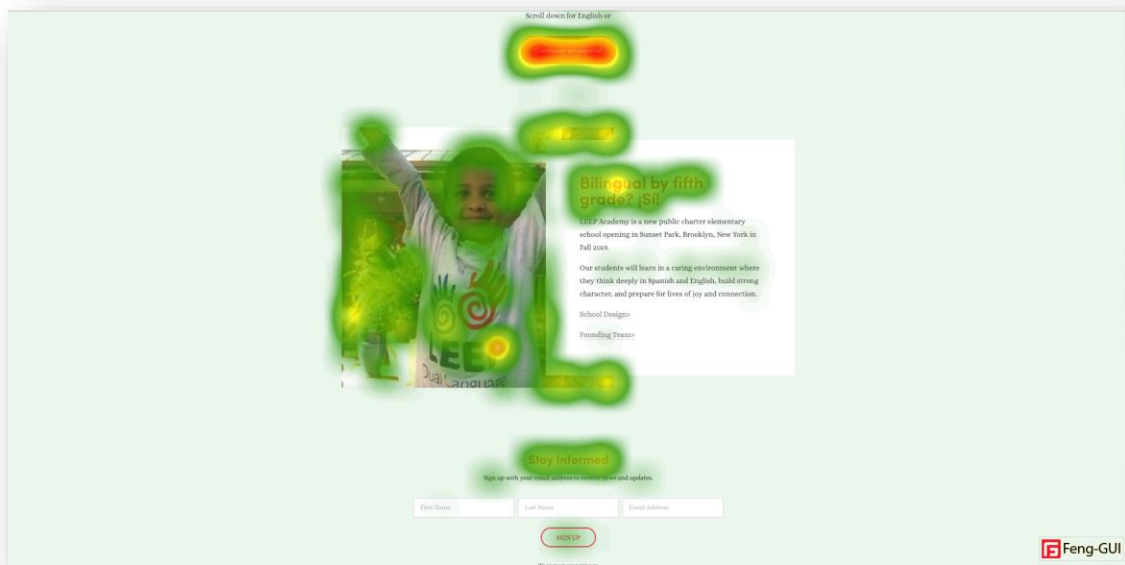 Scroll down for English or
Bilingual by fifth
grade? ¡Sí!
LEEP Academy is a new public charter elementary
school opening in Sunset Park, Brooklyn, New York in
Fall 2019.
Our students will learn in a caring environment where
they think deeply in Spanish and English, build strong
character, and prepare for lives of joy and connection.
School Design>
Founding Team>
LEEP
Dual Language
Stay Informed
Sign up with your email address to receive news and updates.
First Name
Last Name
Email Address
SIGN UP
Feng-GUI